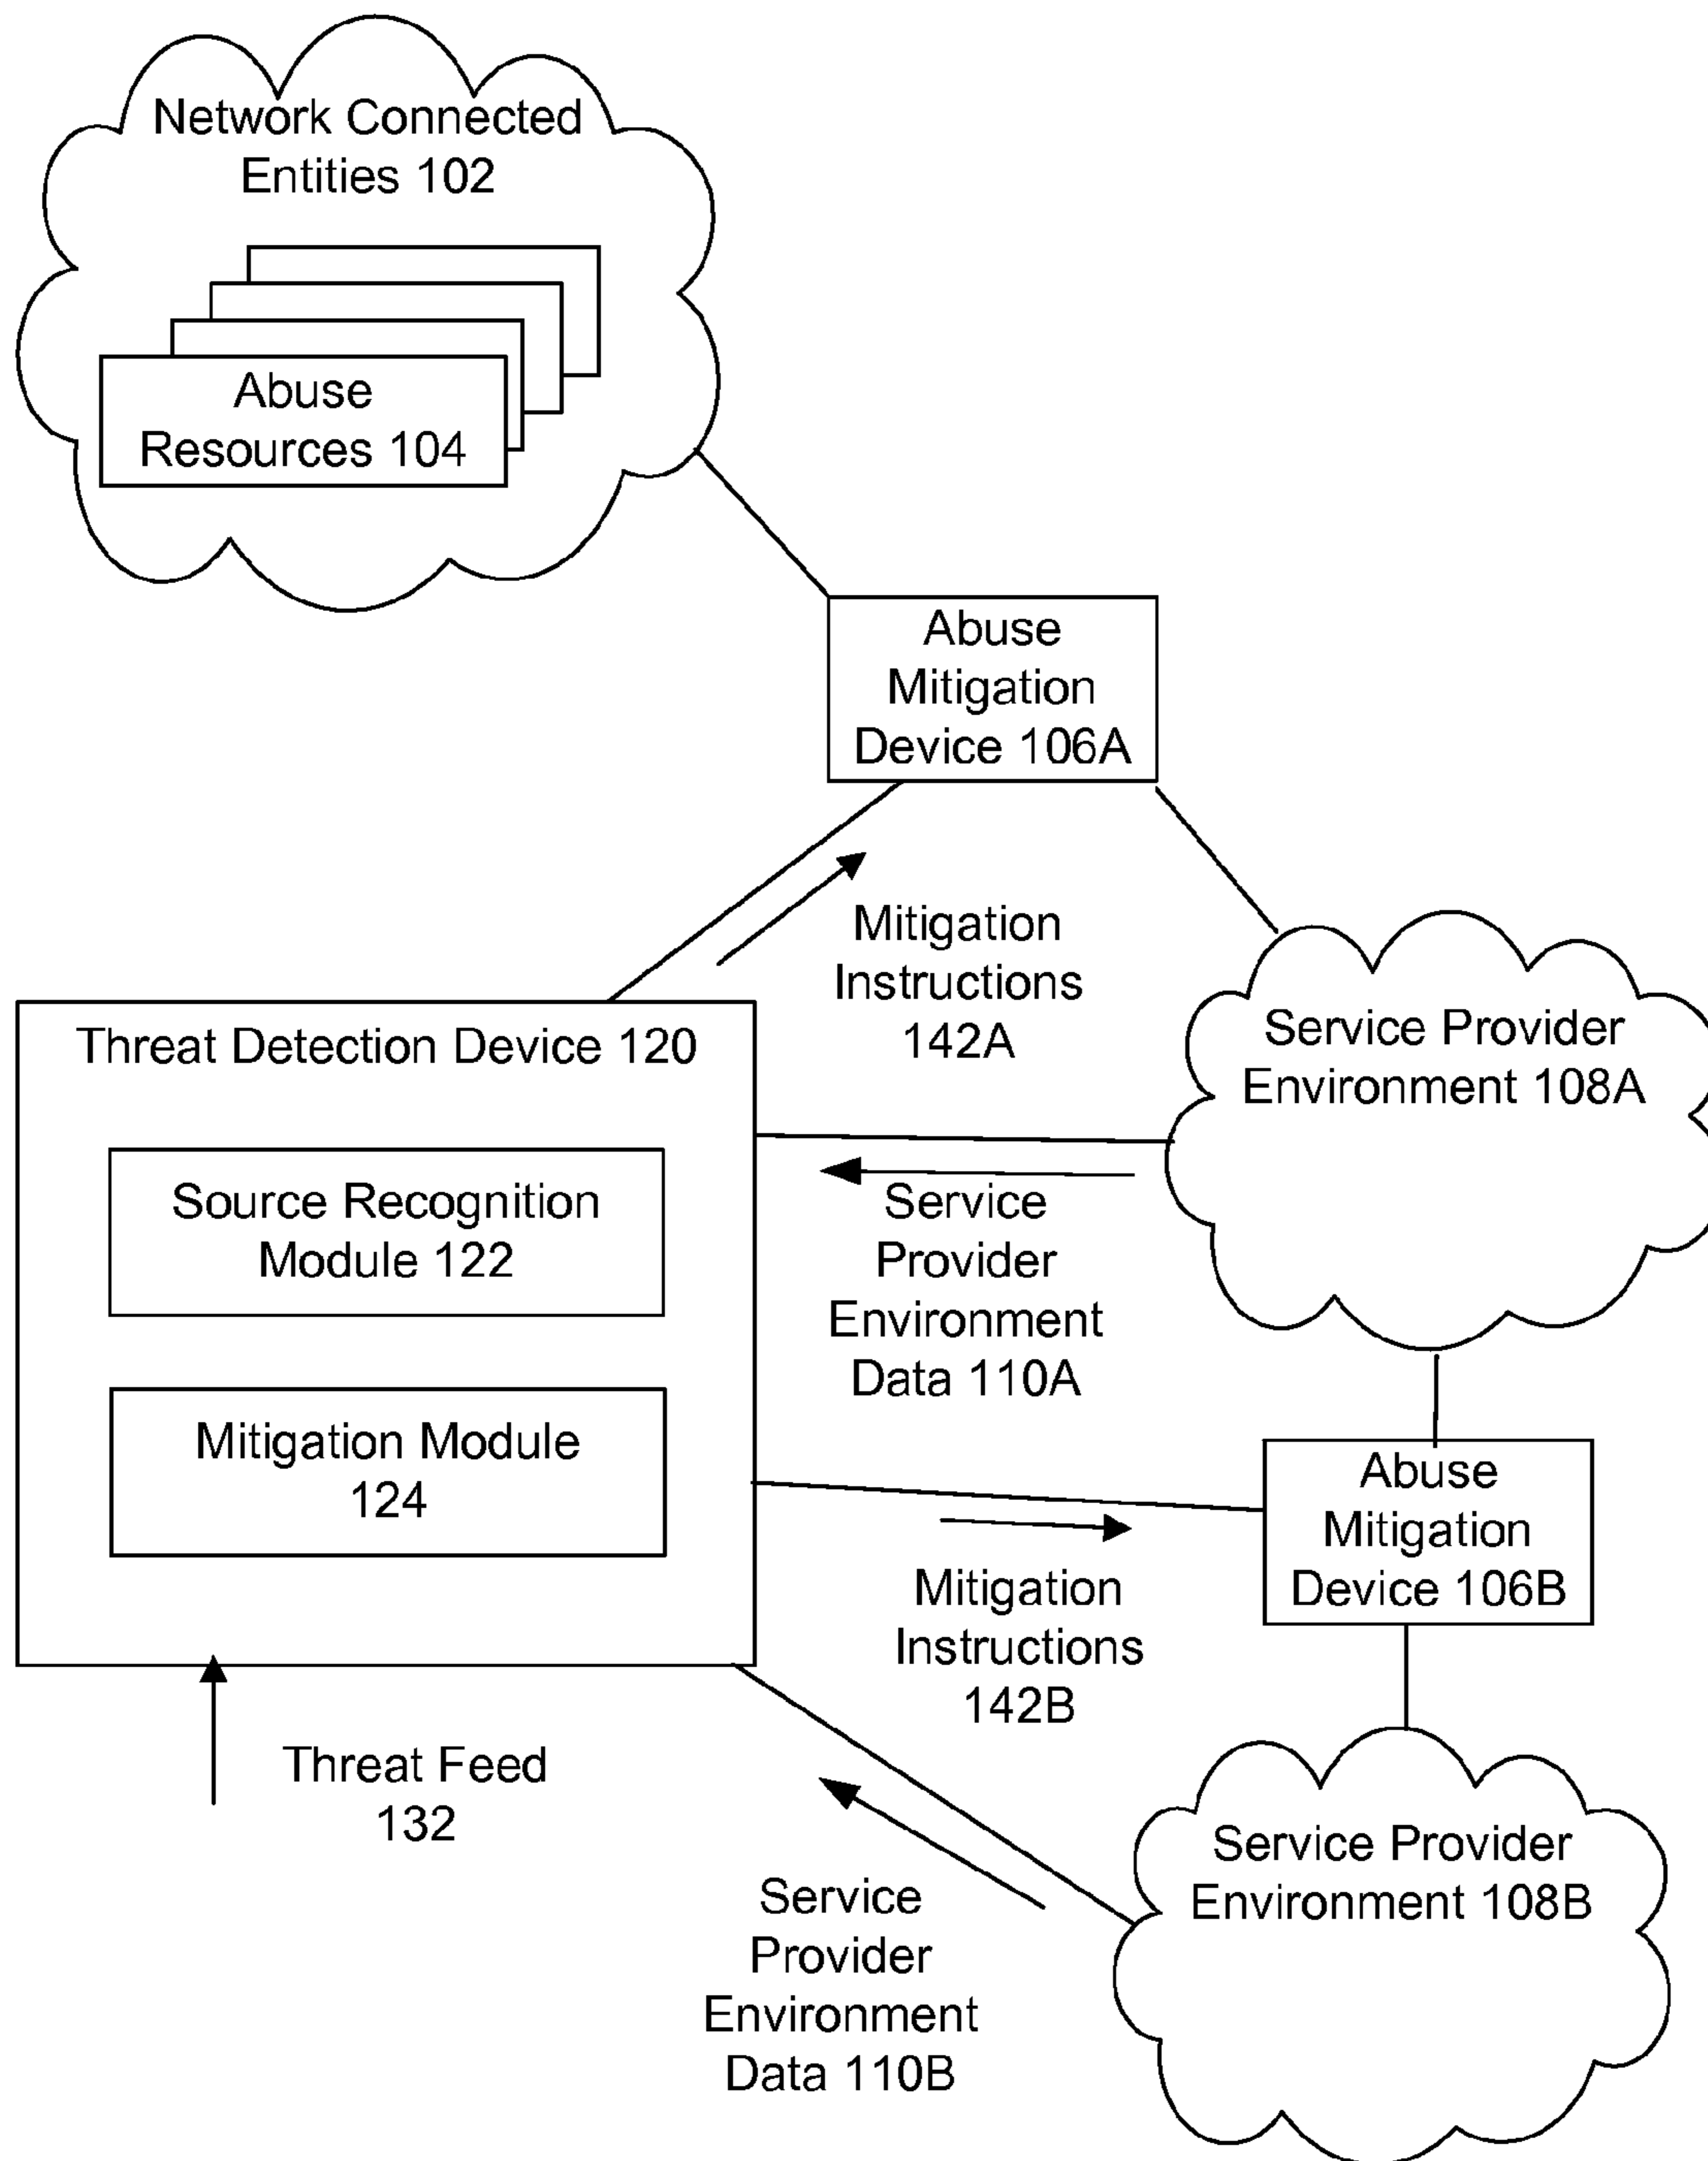 Network Connected
Entities 102
Abuse
Resources 104
Abuse
Mitigation
Device 106A
Mitigation
Instructions
142A
Service Provider
Environment 108A
Threat Detection Device 120
Source Recognition
Module 122
Service
Provider
Environment
Data 110A
Mitigation Module
124
Abuse
Mitigation
Device 106B
Mitigation
Instructions
142B
Threat Feed
132
Service Provider
Environment 108B
Service
Provider
Environment
Data 110B